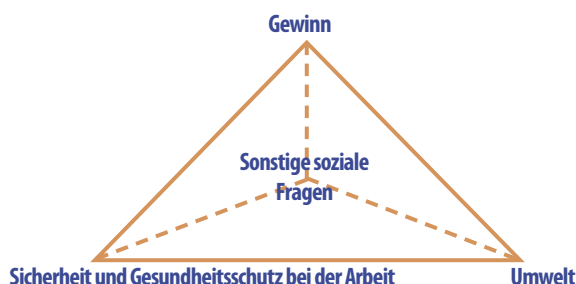 Gewinn
Sonstige soziale
Fragen
Sicherheit und Gesundheitsschutz bei der Arbeit
Umwelt